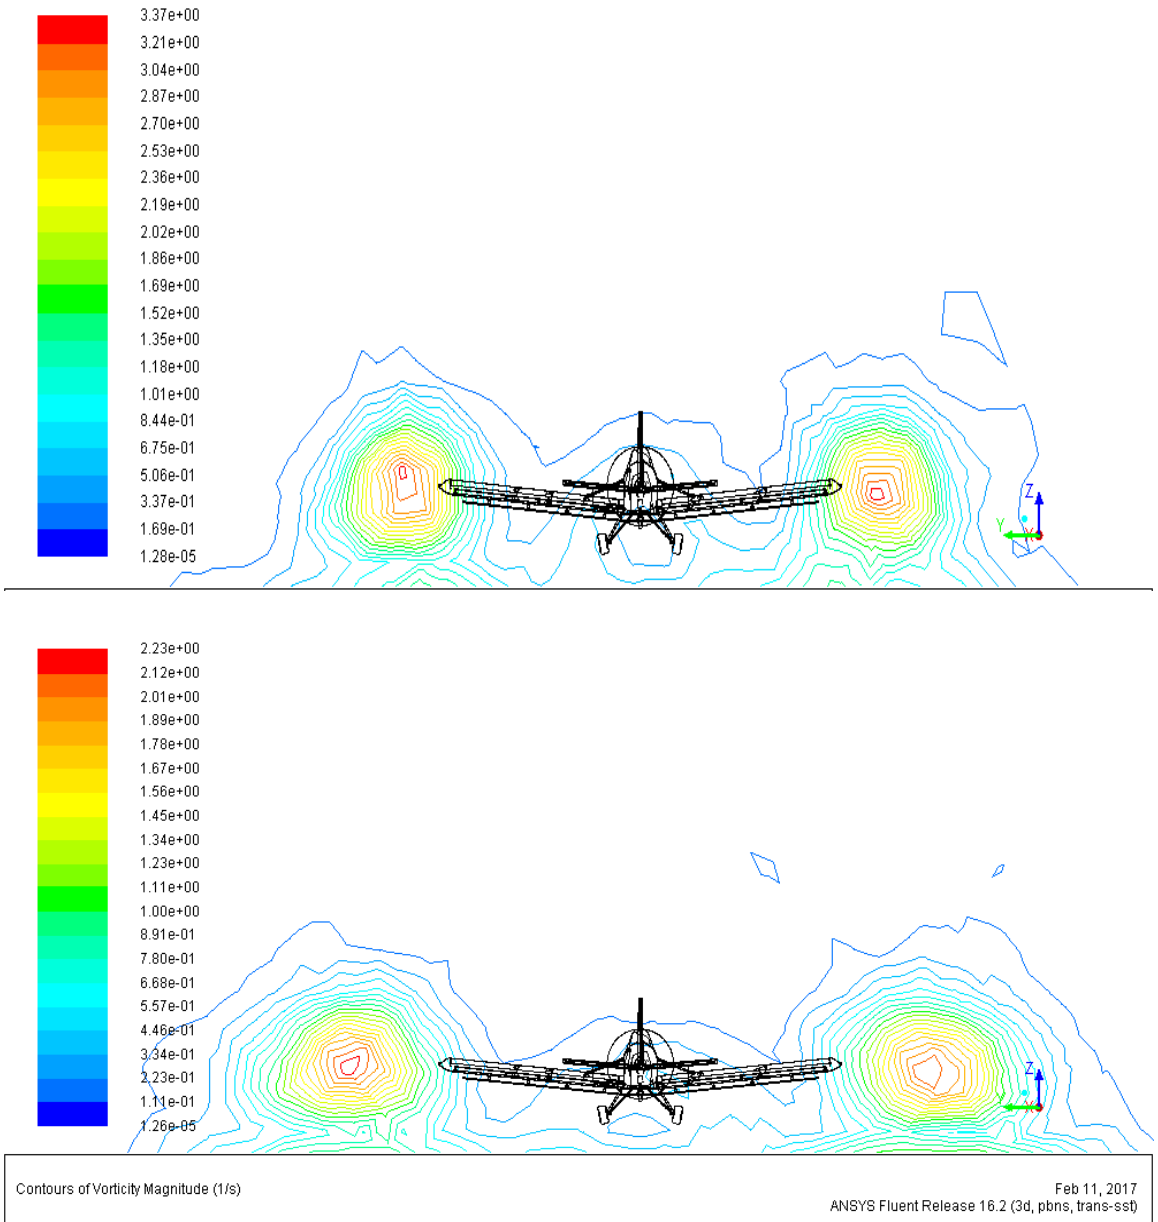 3.37e+00
3.21e+00
3.04e+00
2.87e+00
2.70e+00
2.53e+00
2.36e+00
2.19e+00
2.02e+00
1.86e+00
1.69e+00
1.52e+00
1.35e+00
1.18e+00
1.01e+00
8.44e-01
6.75e-01
5.06e-01
3.37e-01
1.69e-01
1.28e-05
Z
Y
X
2.23e+00
2.12e+00
2.01e+00
1.89e+00
1.78e+00
1.67e+00
1.56e+00
1.45e+00
1.34e+00
1.23e+00
1.11e+00
1.00e+00
8.91e-01
7.80e-01
6.68e-01
5.57e-01
4.46e-01
3.34e-01
2.23e-01
1.11e-01
1.26e-05
Z
Y
X
Contours of Vorticity Magnitude (1/s)
Feb 11, 2017
ANSYS Fluent Release 16.2 (3d, pbns, trans-sst)